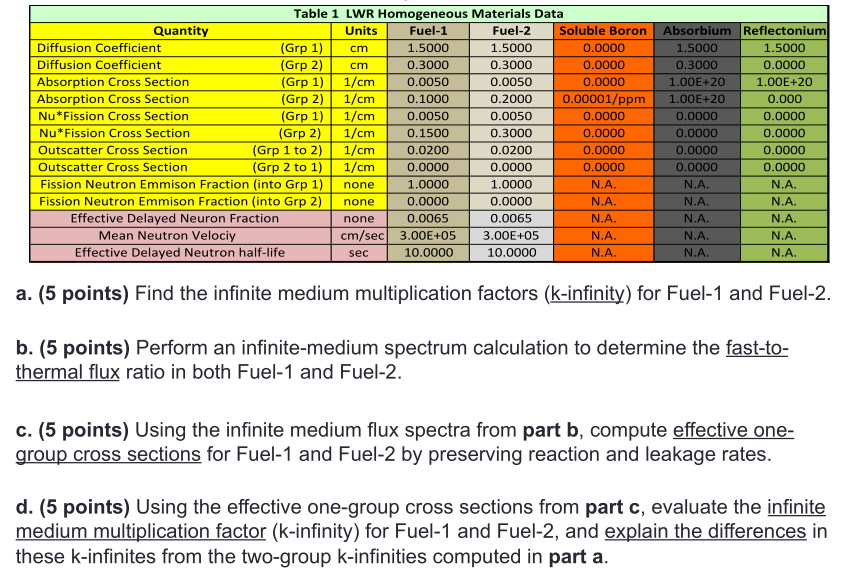 Table 1 LWR Homogeneous Materials Data
Quantity Units Fuel-1 Fuel-2 Soluble Boron Absorbium Reflectonium
Diffusion Coefficient (Grp 1) cm 1.5000 1.5000 0.0000 1.5000 1.5000
Diffusion Coefficient (Grp 2) cm 0.3000 0.3000 0.0000 0.3000 0.0000
Absorption Cross Section (Grp 1) 1/cm 0.0050 0.0050 0.0000 1.00E+20 1.00E+20
Absorption Cross Section (Grp 2) 1/cm 0.1000 0.2000 0.00001/ppm 1.00E+20 0.000
Nu*Fission Cross Section (Grp 1) 1/cm 0.0050 0.0050 0.0000 0.0000 0.0000
Nu*Fission Cross Section (Grp 2) 1/cm 0.1500 0.3000 0.0000 0.0000 0.0000
Outscatter Cross Section (Grp 1 to 2) 1/cm 0.0200 0.0200 0.0000 0.0000 0.0000
Outscatter Cross Section (Grp 2 to 1) 1/cm 0.0000 0.0000 0.0000 0.0000 0.0000
Fission Neutron Emmison Fraction (into Grp 1) none 1.0000 1.0000 N.A. N.A. N.A.
Fission Neutron Emmison Fraction (into Grp 2) none 0.0000 0.0000 N.A. N.A. N.A.
Effective Delayed Neuron Fraction none 0.0065 0.0065 N.A. N.A. N.A.
Mean Neutron Velociy cm/sec 3.00E+05 3.00E+05 N.A. N.A. N.A.
Effective Delayed Neutron half-life sec 10.0000 10.0000 N.A. N.A. N.A.
a. (5 points) Find the infinite medium multiplication factors (k-infinity) for Fuel-1 and Fuel-2.
b. (5 points) Perform an infinite-medium spectrum calculation to determine the fast-to-
thermal flux ratio in both Fuel-1 and Fuel-2.
c. (5 points) Using the infinite medium flux spectra from part b, compute effective one-
group cross sections for Fuel-1 and Fuel-2 by preserving reaction and leakage rates.
d. (5 points) Using the effective one-group cross sections from part c, evaluate the infinite
medium multiplication factor (k-infinity) for Fuel-1 and Fuel-2, and explain the differences in
these k-infinites from the two-group k-infinities computed in part a.